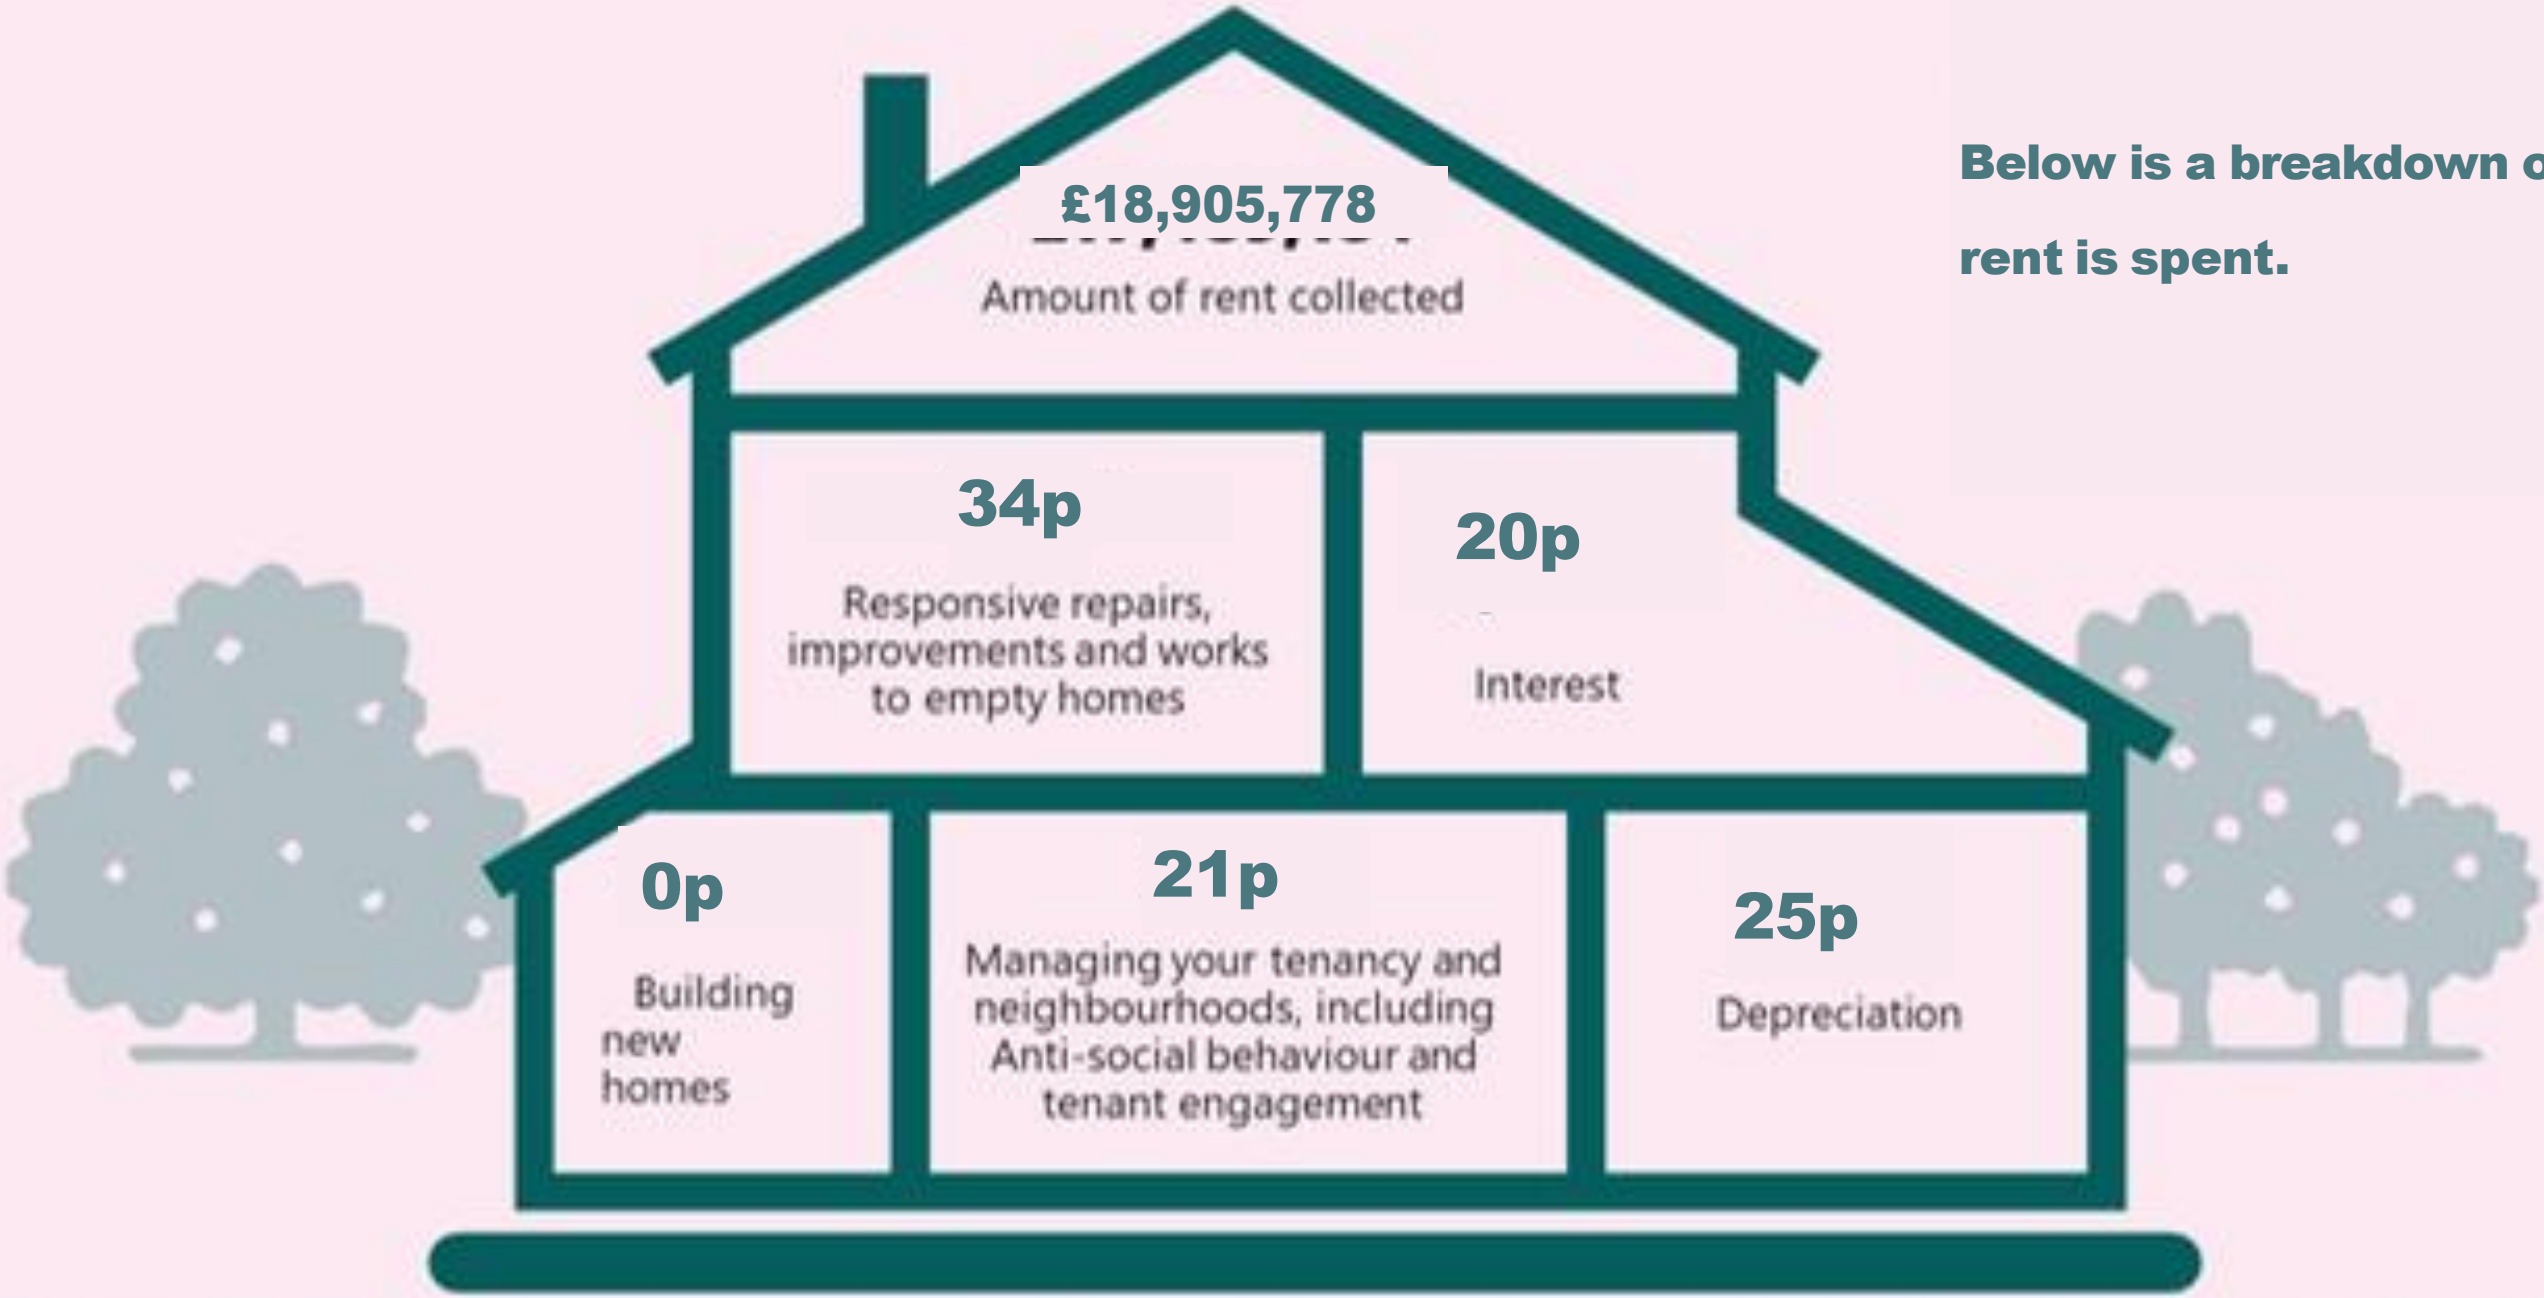 £18,905,778
Amount of rent collected
Below is a breakdown
rent is spent.
34p
Responsive repairs,
improvements and works
to empty homes
20p
Interest
0p
Building
new
homes
21p
Managing your tenancy and
neighbourhoods, including
Anti-social behaviour and
tenant engagement
25p
Depreciation